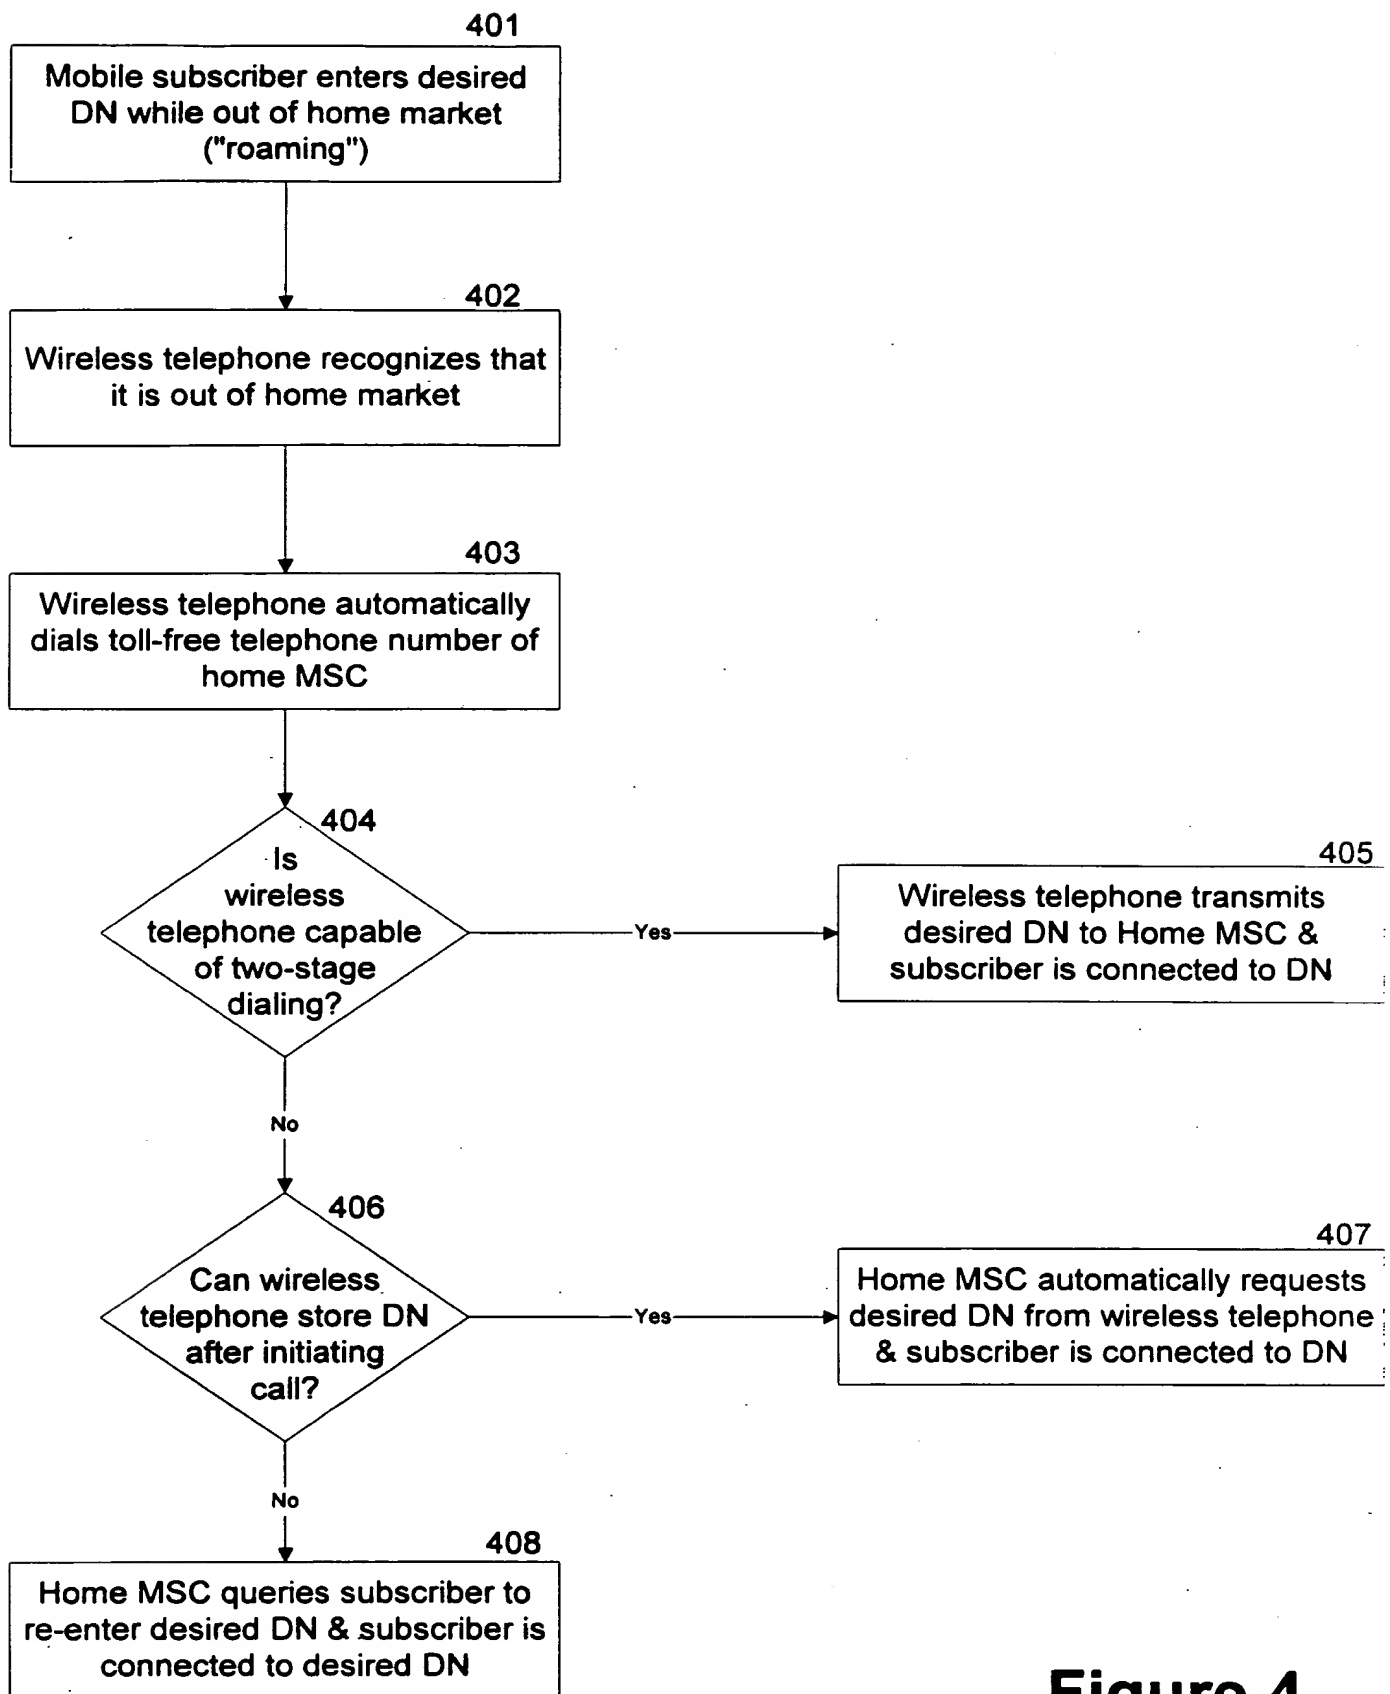 401
Mobile subscriber enters desired
DN while out of home market
("roaming")
402
Wireless telephone recognizes that
it is out of home market
403
Wireless telephone automatically
dials toll-free telephone number of
home MSC
404
Is
wireless
telephone capable
of two-stage
dialing?
Yes
405
Wireless telephone transmits
desired DN to Home MSC &
subscriber is connected to DN
No
406
Can wireless
telephone store DN
after initiating
call?
Yes
407
Home MSC automatically requests
desired DN from wireless telephone
& subscriber is connected to DN
No
408
Home MSC queries subscriber to
re-enter desired DN & subscriber is
connected to desired DN
Figure 4